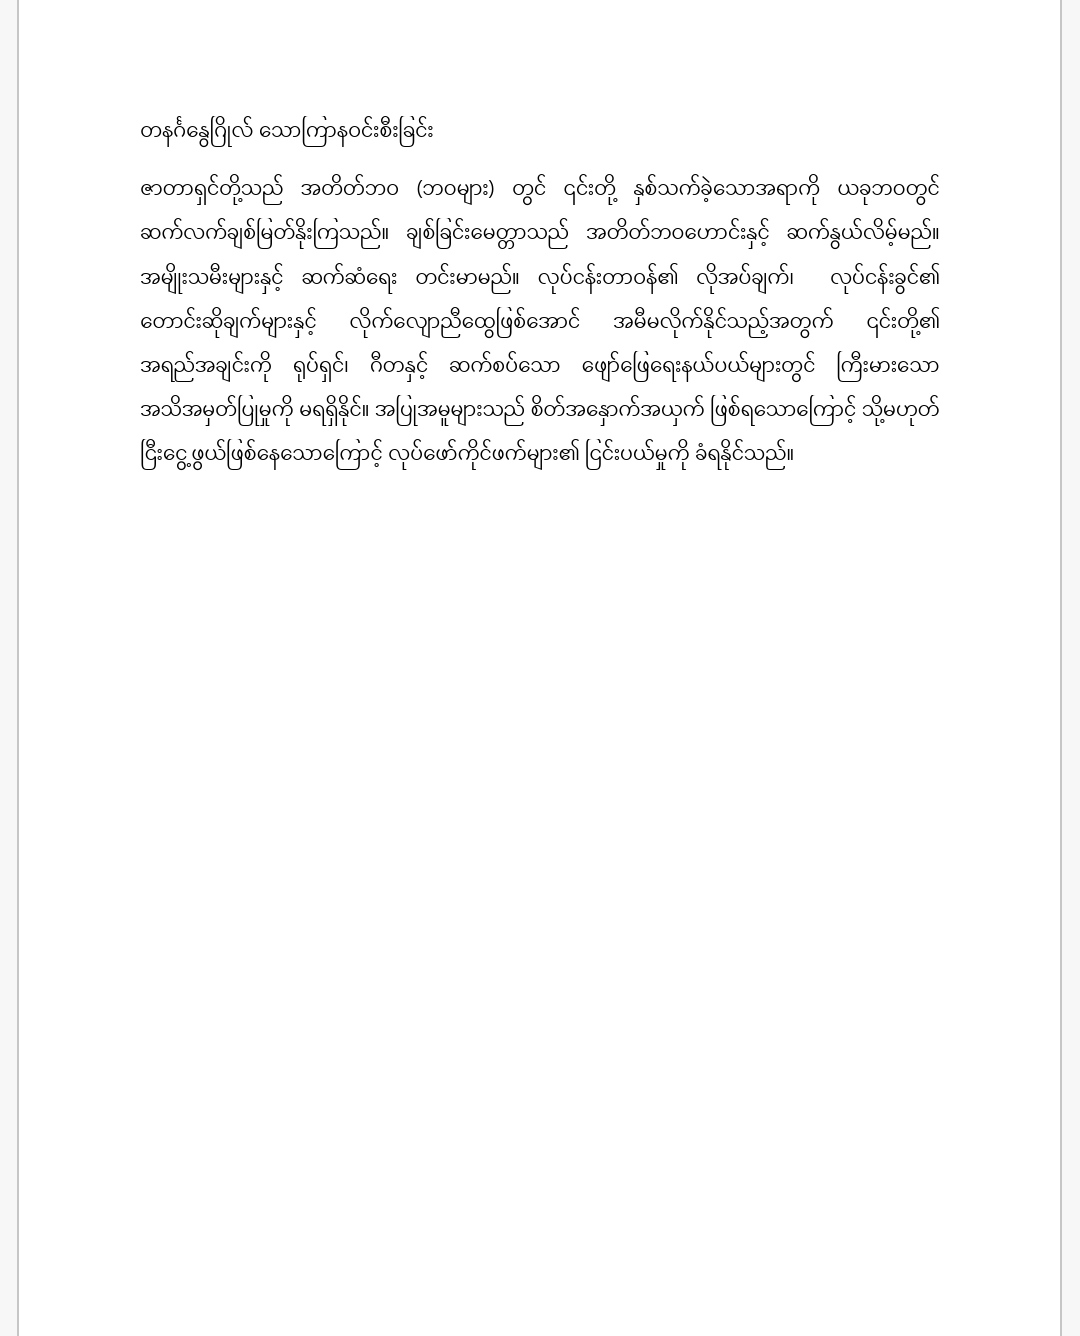 တနင်္ဂနွေဂြိုလ် သောကြာနဝင်းစီးခြင်း
ဇာတာရှင်တို့သည် အတိတ်ဘဝ (ဘဝများ) တွင် ၎င်းတို့ နှစ်သက်ခဲ့သောအရာကို ယခုဘဝတွင်
ဆက်လက်ချစ်မြတ်နိုးကြသည်။ ချစ်ခြင်းမေတ္တာသည် အတိတ်ဘဝဟောင်းနှင့် ဆက်နွယ်လိမ့်မည်။
အမျိုးသမီးများနှင့် ဆက်ဆံရေး တင်းမာမည်။ လုပ်ငန်းတာဝန်၏ လိုအပ်ချက်၊ လုပ်ငန်းခွင်၏
တောင်းဆိုချက်များနှင့် လိုက်လျောညီထွေဖြစ်အောင် အမီမလိုက်နိုင်သည့်အတွက် ၎င်းတို့၏
အရည်အချင်းကို ရုပ်ရှင်၊ ဂီတနှင့် ဆက်စပ်သော ဖျော်ဖြေရေးနယ်ပယ်များတွင် ကြီးမားသော
အသိအမှတ်ပြုမှုကို မရရှိနိုင်။ အပြုအမူများသည် စိတ်အနှောက်အယှက် ဖြစ်ရသောကြောင့် သို့မဟုတ်
ငြီးငွေ့ဖွယ်ဖြစ်နေသောကြောင့် လုပ်ဖော်ကိုင်ဖက်များ၏ ငြင်းပယ်မှုကို ခံရနိုင်သည်။